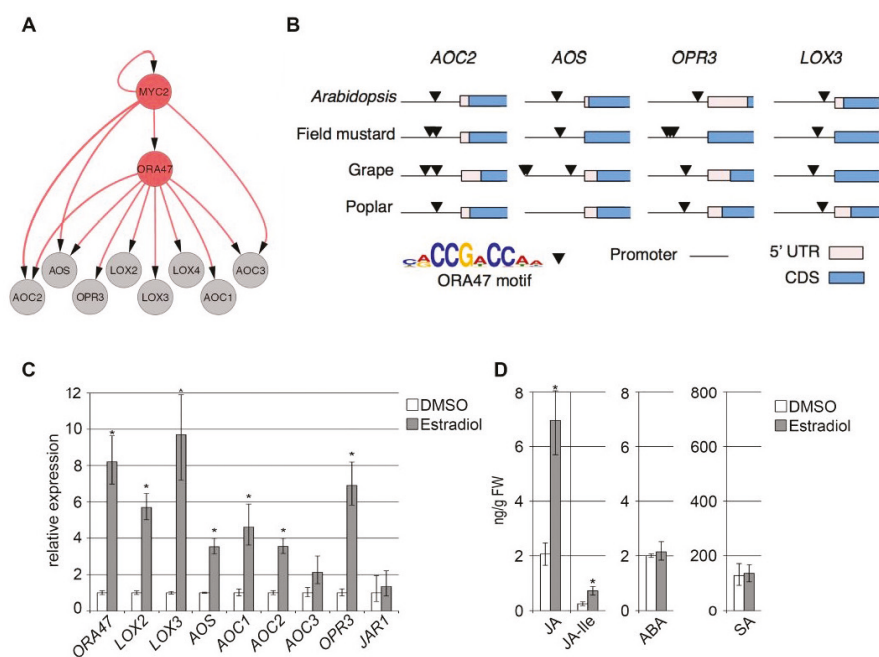 A
MYC2
ORA47
AOS
LOX2
LOX4
AOC3
AOC2
OPR3
LOX3
AOC1
B
AOC2 AOS OPR3 LOX3
Arabidopsis
Field mustard
Grape
Poplar
ACCGACCAA
ORA47 motif
Promoter
5' UTR
CDS
C
relative expression
12
10
8
6
4
2
0
* * * * * * *
DMSO
Estradiol
ORA47 LOX2 LOX3 AOS AOC1 AOC2 AOC3 OPR3 JAR1
D
ng/g FW
8 8 800
6 6 600
4 4 400
2 2 200
0 0 0
* *
DMSO
Estradiol
JA JA-Ile ABA SA